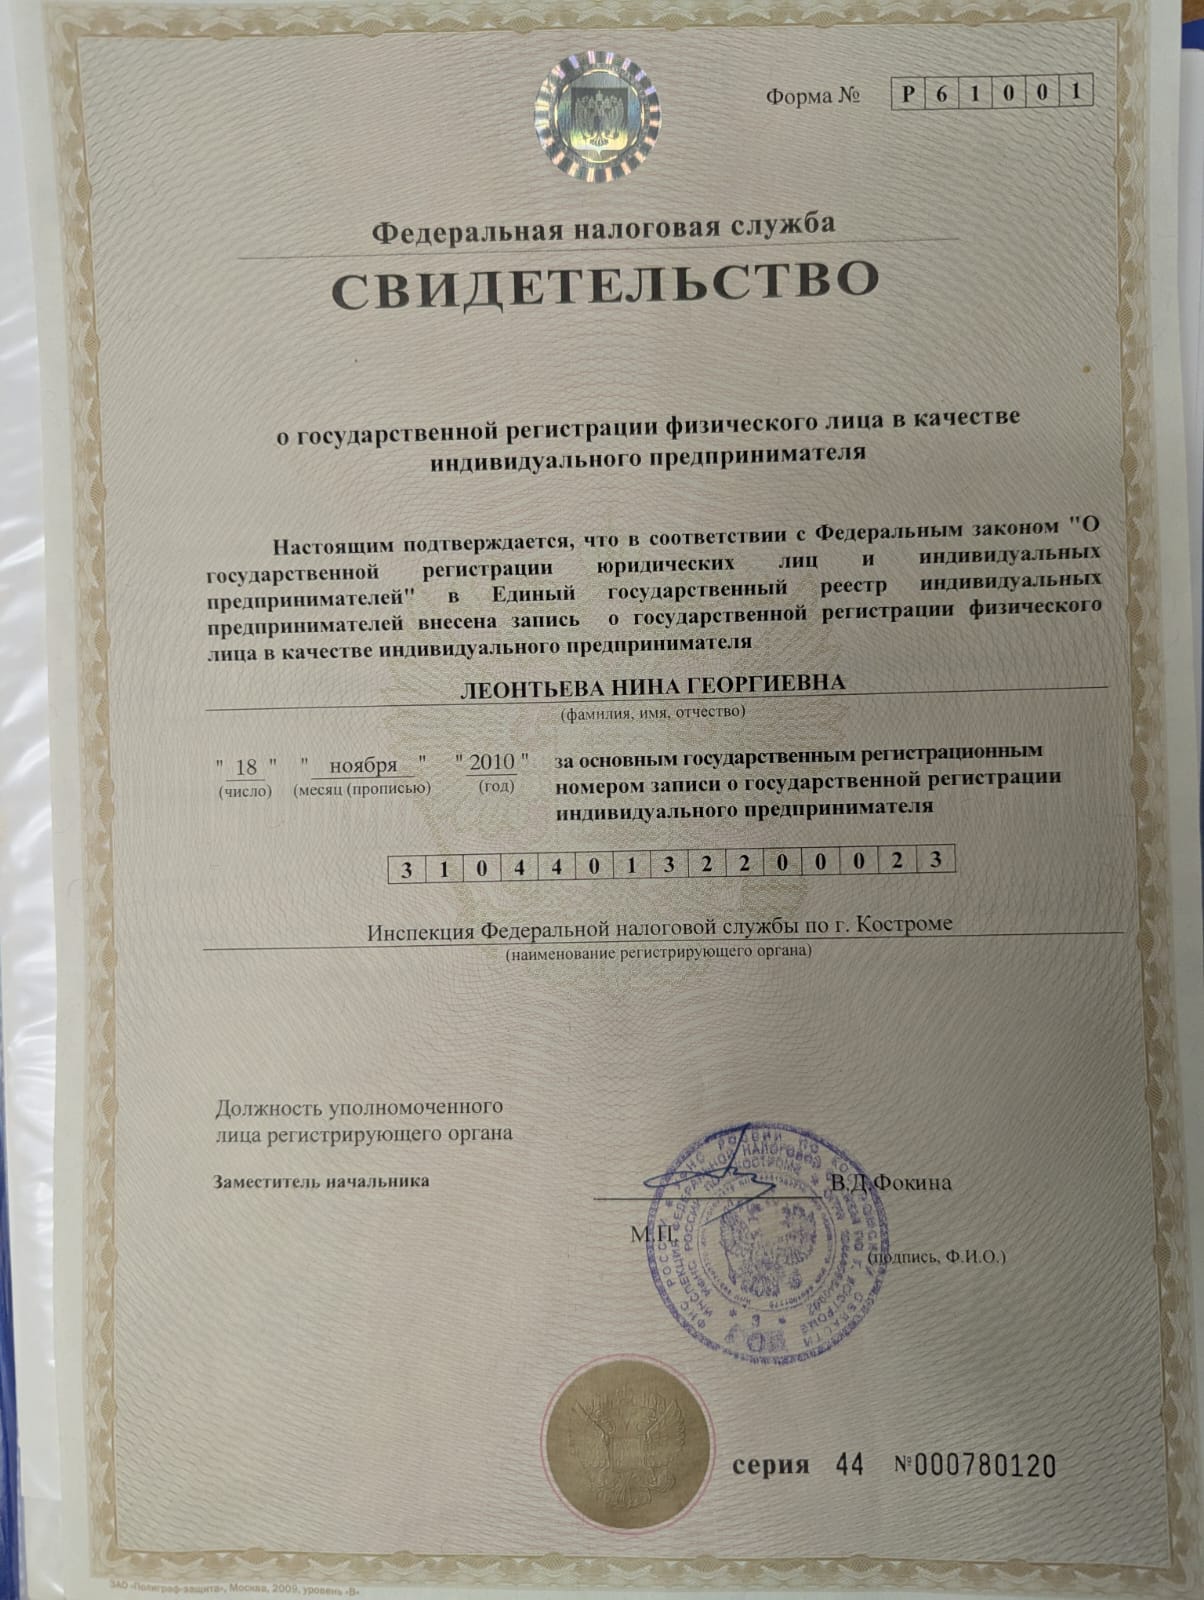 Форма № Р61001
Федеральная налоговая служба
СВИДЕТЕЛЬСТВО
о государственной регистрации физического лица в качестве
индивидуального предпринимателя
Настоящим подтверждается, что в соответствии с Федеральным законом "О
государственной регистрации юридических лиц и индивидуальных
предпринимателей" в Единый государственный реестр индивидуальных
предпринимателей внесена запись о государственной регистрации физического
лица в качестве индивидуального предпринимателя
ЛЕОНТЬЕВА НИНА ГЕОРГИЕВНА
(фамилия, имя, отчество)
" 18 " " ноября " " 2010 "
(число) (месяц (прописью) (год)
за основным государственным регистрационным
номером записи о государственной регистрации
индивидуального предпринимателя
310440132200023
Инспекция Федеральной налоговой службы по г. Костроме
(наименование регистрирующего органа)
Должность уполномоченного
лица регистрирующего органа
Заместитель начальника
В.Д.Фокина
М.П.
(подпись, Ф.И.О.)
серия 44 №000780120
ЗАО «Полиграф-защита», Москва, 2009, уровень «В»